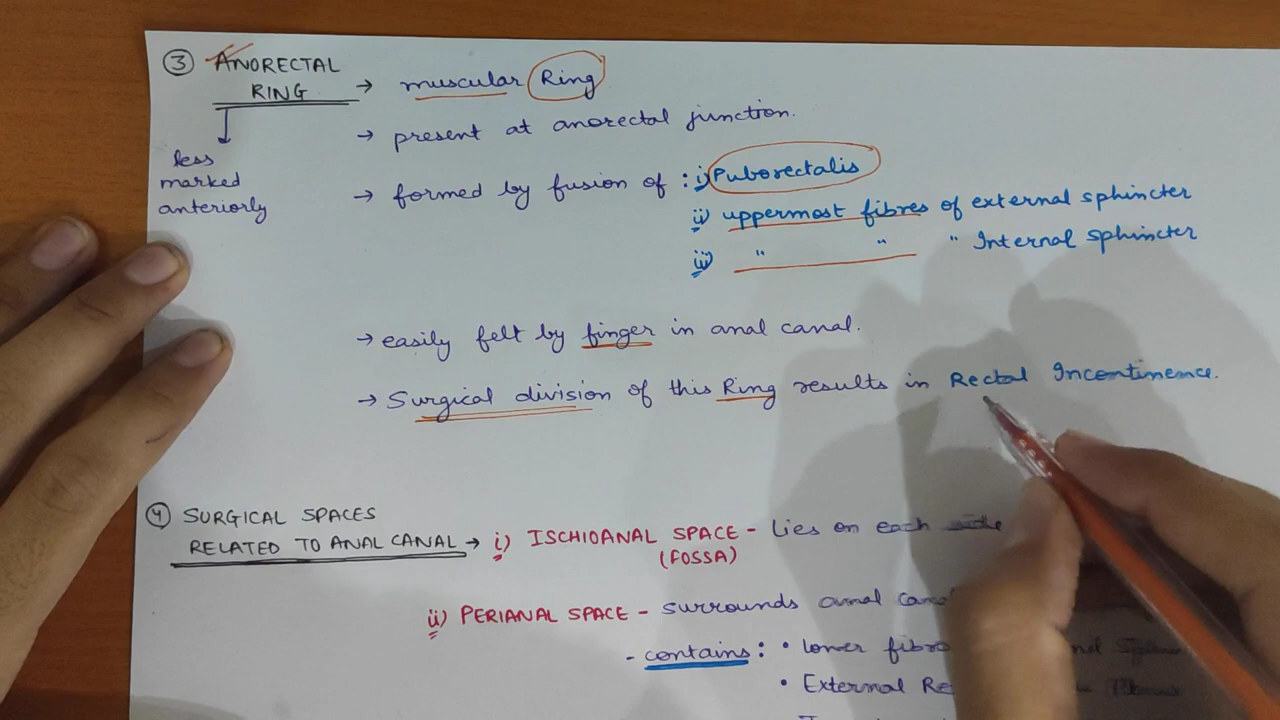 ③ ANORECTAL RING → muscular Ring
↓ less marked anteriorly
→ present at anorectal junction.
→ formed by fusion of : i) Puborectalis
ii) uppermost fibres of external sphincter
iii) " " " Internal sphincter
→ easily felt by finger in anal canal.
→ Surgical division of this Ring results in Rectal Incontinence.
④ SURGICAL SPACES
RELATED TO ANAL CANAL → i) ISCHIOANAL SPACE - Lies on each side
(FOSSA)
ii) PERIANAL SPACE - surrounds anal
- contains : • lower
• External